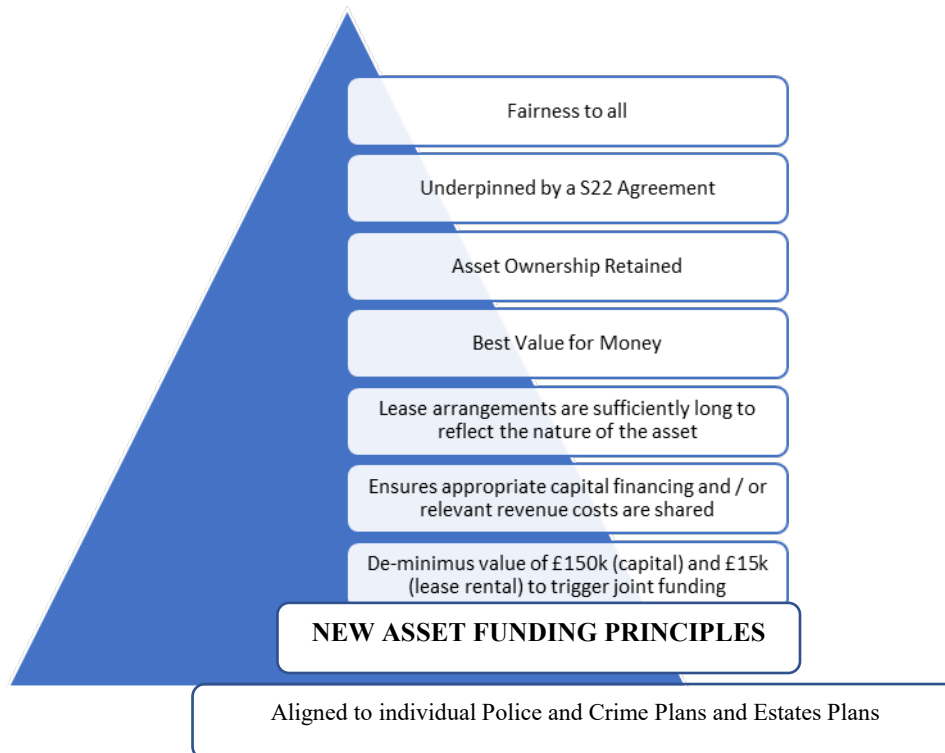 Fairness to all
Underpinned by a S22 Agreement
Asset Ownership Retained
Best Value for Money
Lease arrangements are sufficiently long to
reflect the nature of the asset
Ensures appropriate capital financing and / or
relevant revenue costs are shared
De-minimus value of £150k (capital) and £15k
(lease rental) to trigger joint funding
NEW ASSET FUNDING PRINCIPLES
Aligned to individual Police and Crime Plans and Estates Plans